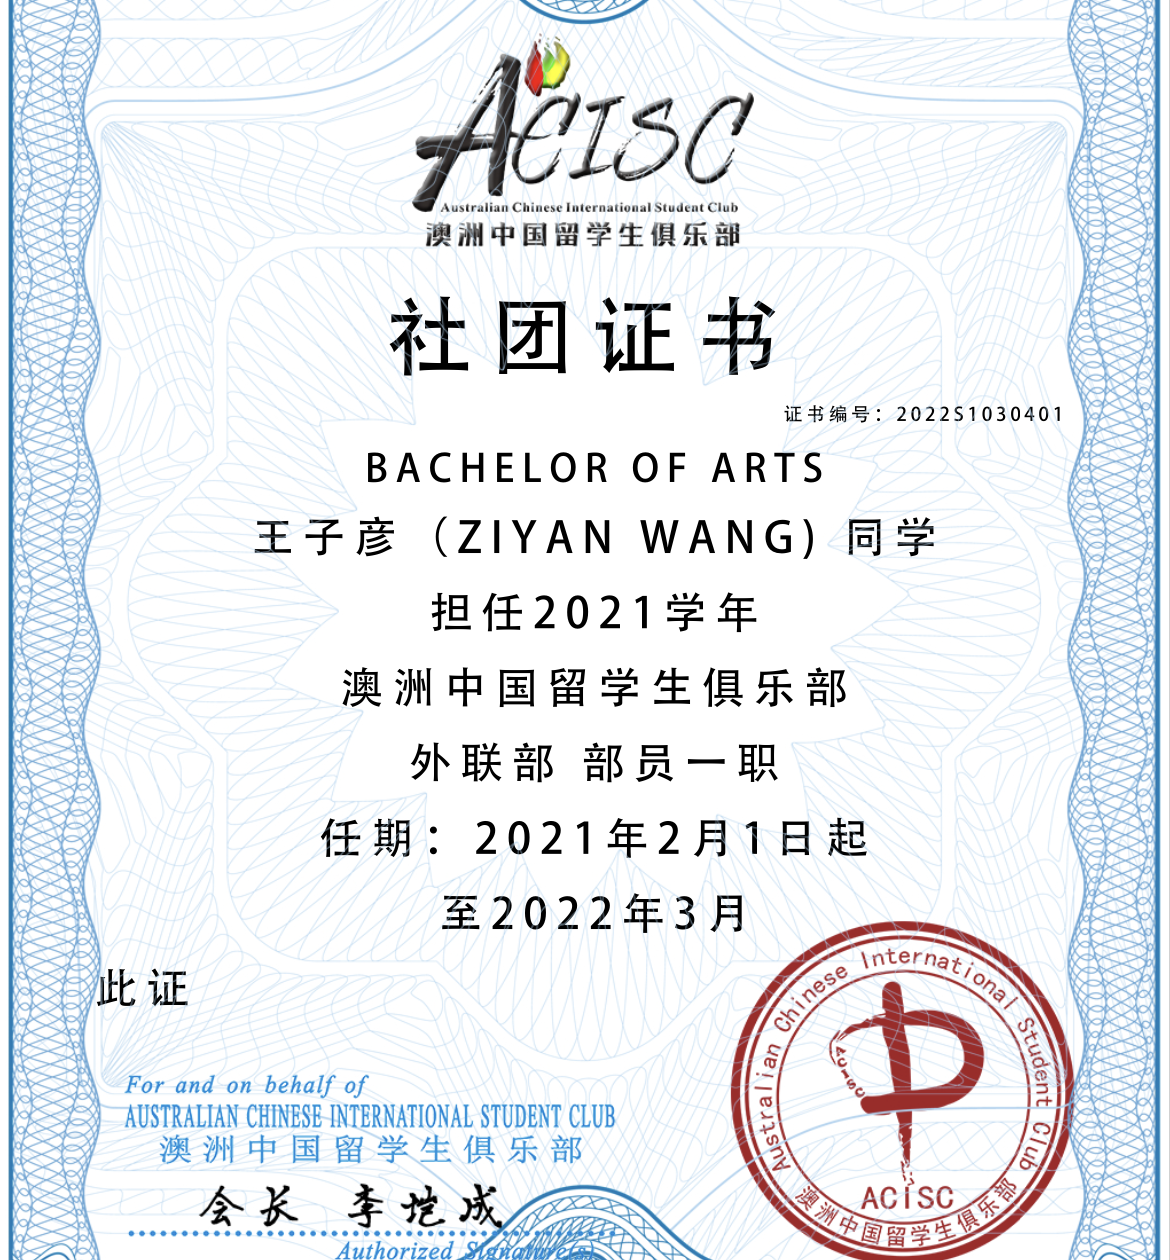 ACISC
Australian Chinese International Student Club
澳洲中国留学生俱乐部
社团证书
证书编号：2022S1030401
BACHELOR OF ARTS
王子彦（ZIYAN WANG）同学
担任2021学年
澳洲中国留学生俱乐部
外联部 部员一职
任期：2021年2月1日起
至2022年3月
此证
For and on behalf of
AUSTRALIAN CHINESE INTERNATIONAL STUDENT CLUB
澳洲中国留学生俱乐部
会长 李垲成
Authorized Signature(s)
Australian Chinese International Student Club
中
ACISC
ACISC
澳洲中国留学生俱乐部